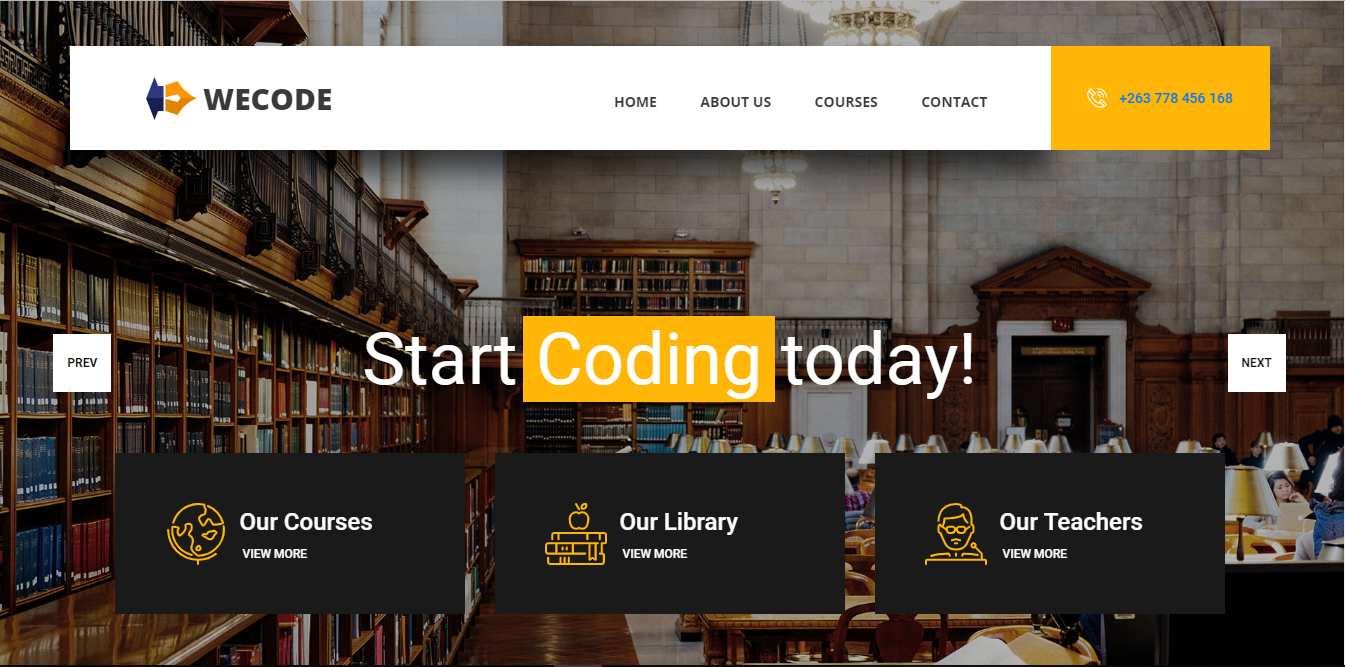 WECODE
HOME ABOUT US COURSES CONTACT
+263 778 456 168
PREV
Start Coding today!
NEXT
Our Courses
VIEW MORE
Our Library
VIEW MORE
Our Teachers
VIEW MORE